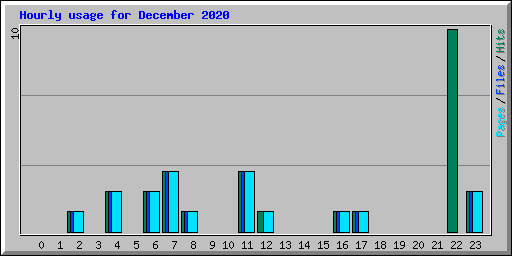 Hourly usage for December 2020
10
Pages/Files/Hits
0 1 2 3 4 5 6 7 8 9 10 11 12 13 14 15 16 17 18 19 20 21 22 23